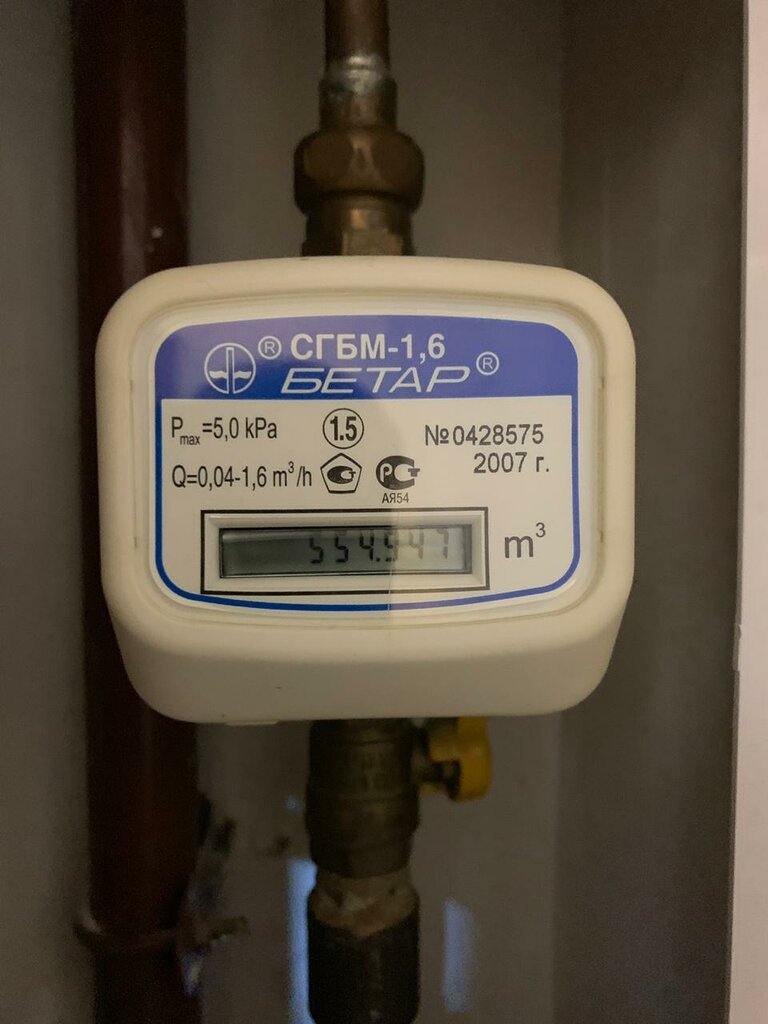 ® СГБМ-1,6
БЕТАР ®
Pmax=5,0 kPa
1.5
№0428575
Q=0,04-1,6 m³/h
2007 г.
РСТ
АЯ54
554.947 m³